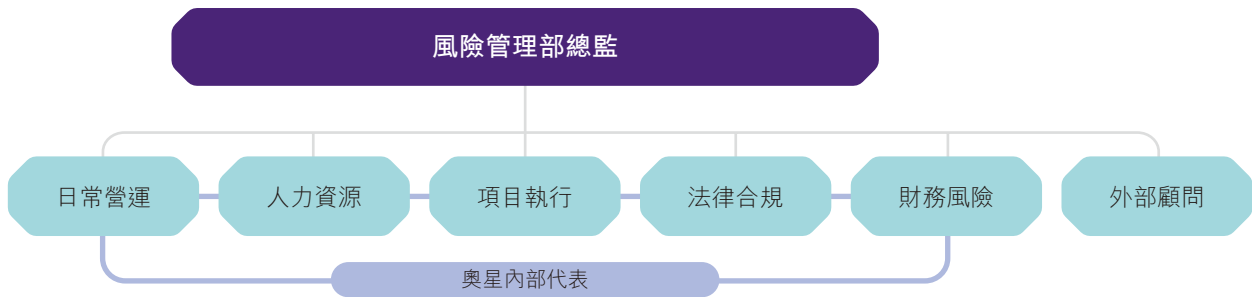 風險管理部總監
日常營運
人力資源
項目執行
法律合規
財務風險
外部顧問
奧星內部代表